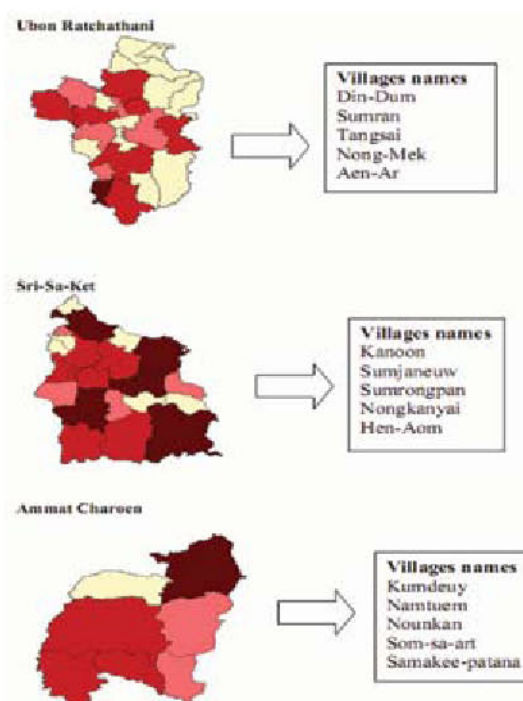 Ubon Ratchathani
Villages names
Din-Dum
Sumran
Tangsai
Nong-Mek
Aen-Ar
Sri-Sa-Ket
Villages names
Kanoon
Sumjaneuw
Sumrongpan
Nongkanyai
Hen-Aom
Ammat Charoen
Villages names
Kumdeuy
Namtuem
Nounkan
Som-sa-art
Samakee-patana